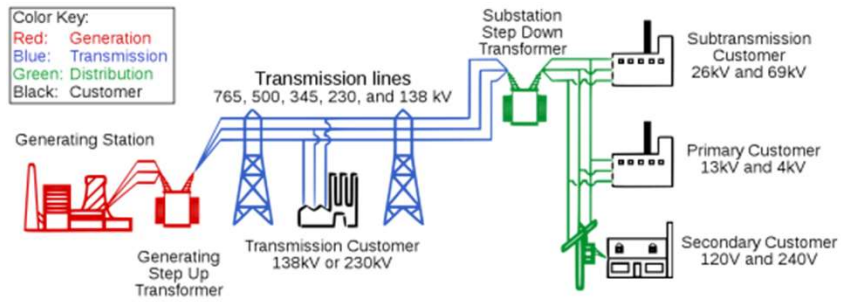 Color Key:
Red: Generation
Blue: Transmission
Green: Distribution
Black: Customer
Generating Station
Generating
Step Up
Transformer
Transmission lines
765, 500, 345, 230, and 138 kV
Transmission Customer
138kV or 230kV
Substation
Step Down
Transformer
Subtransmission
Customer
26kV and 69kV
Primary Customer
13kV and 4kV
Secondary Customer
120V and 240V